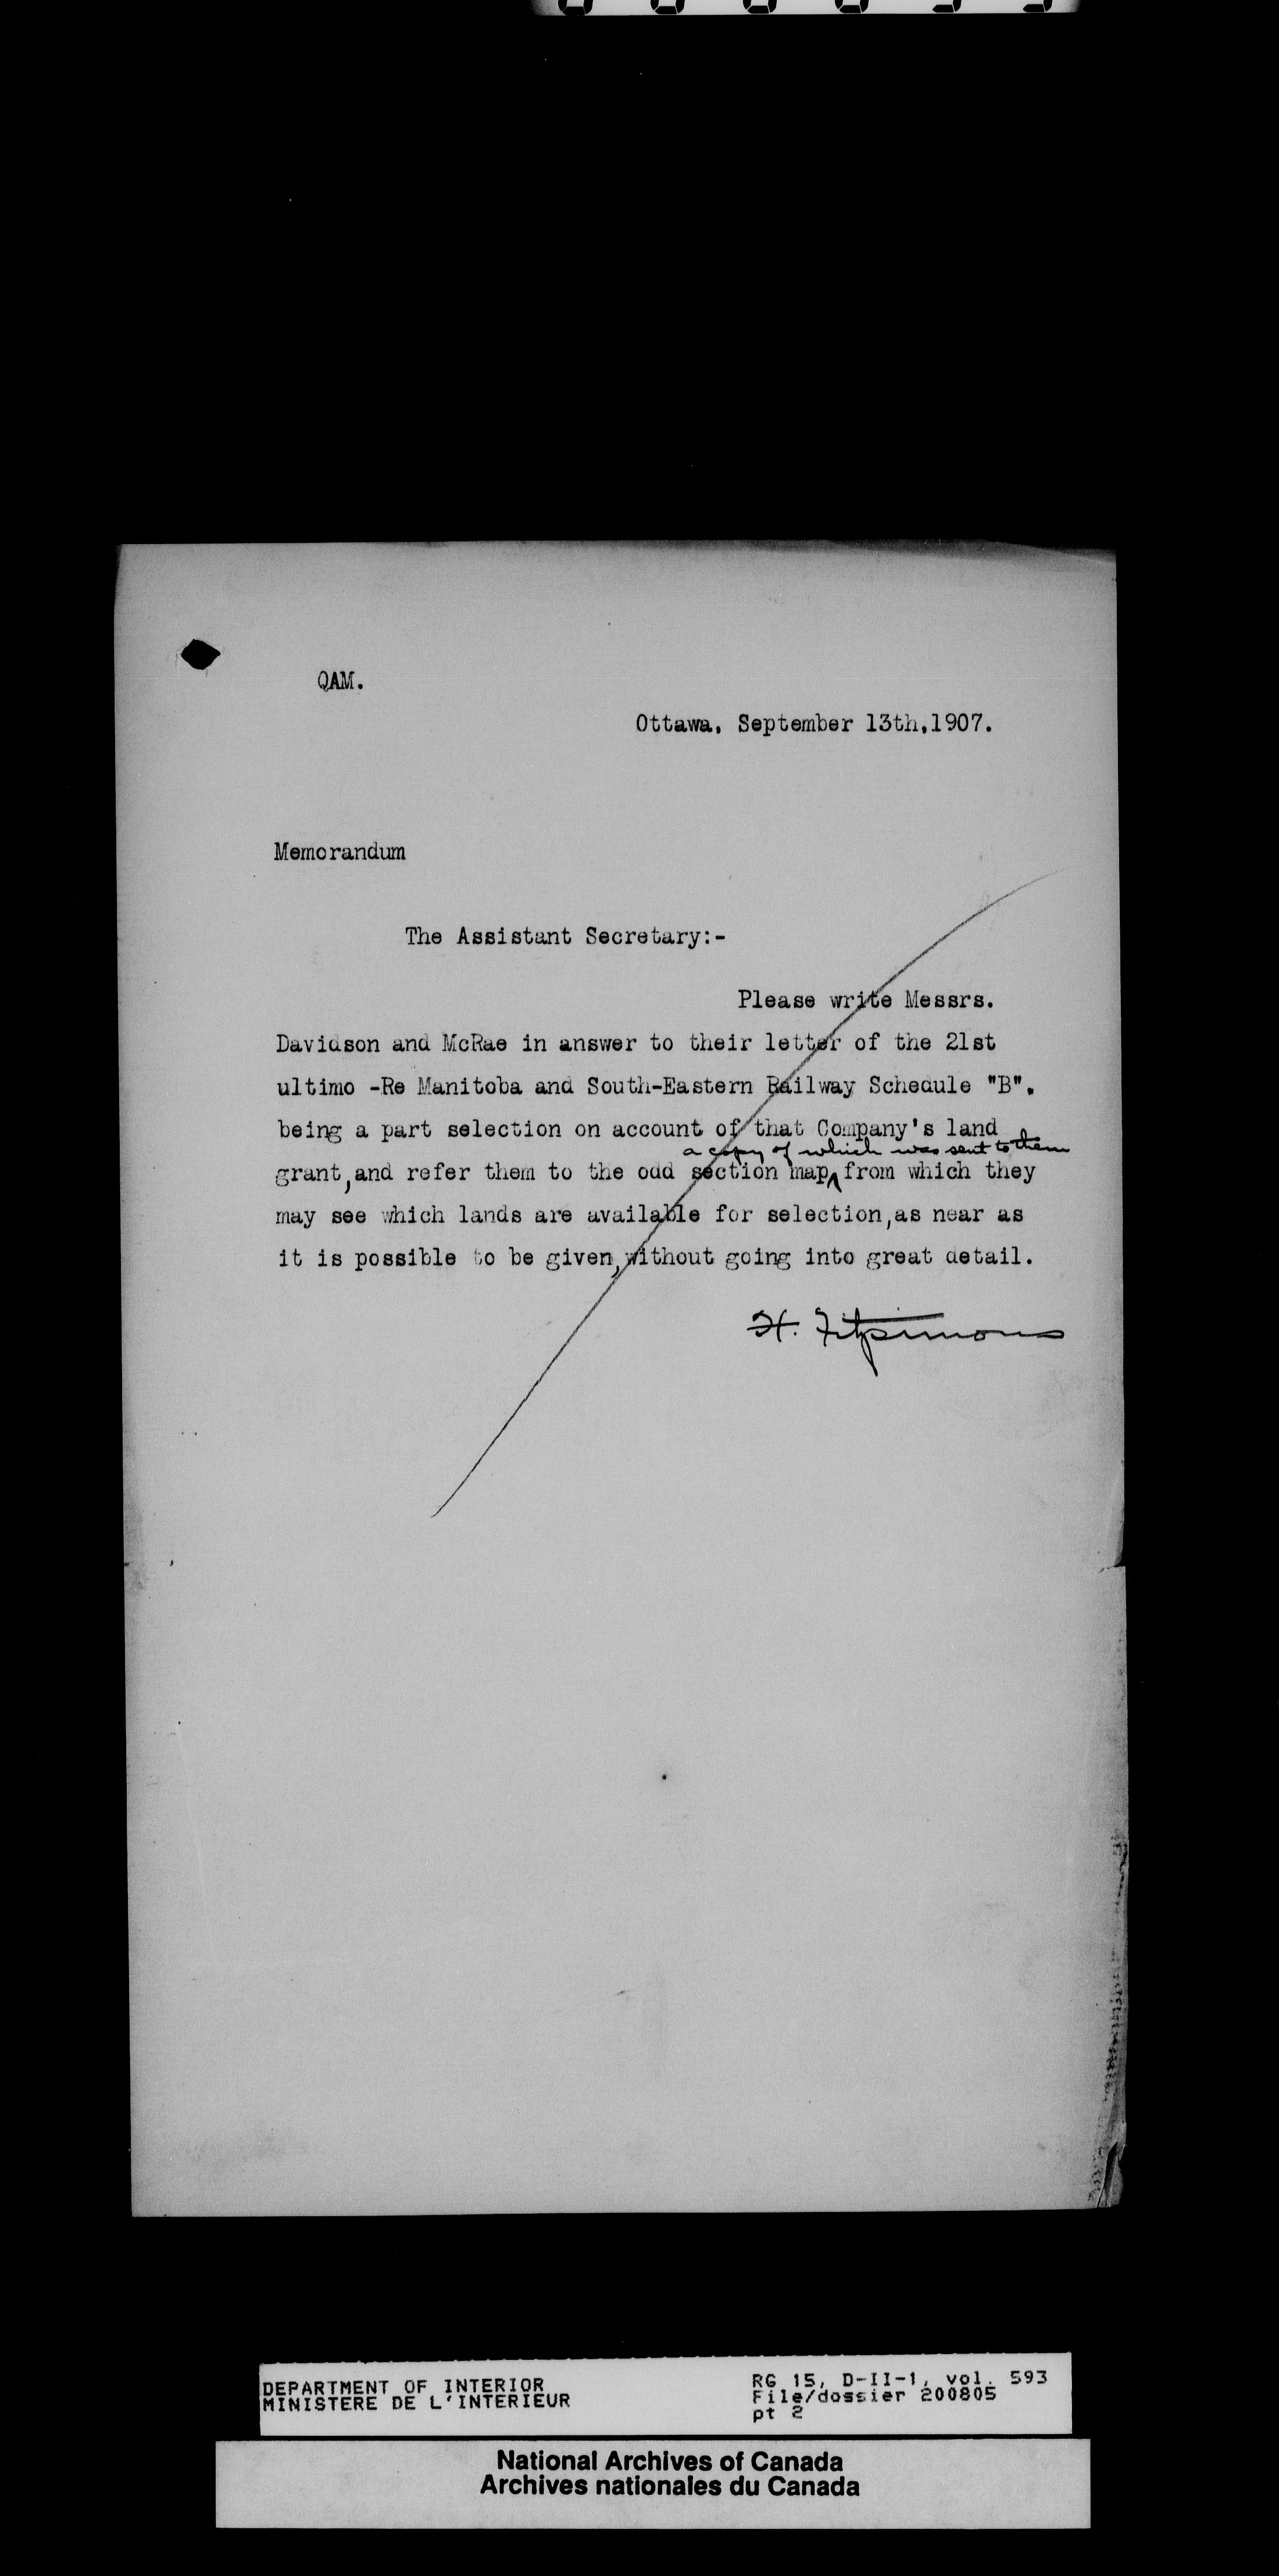 QAM.
Ottawa, September 13th,1907.
Memorandum
The Assistant Secretary:-
Please write Messrs.
Davidson and McRae in answer to their letter of the 21st
ultimo -Re Manitoba and South-Eastern Railway Schedule "B",
being a part selection on account of that Company's land
a copy of which was sent to them
grant,and refer them to the odd section map, from which they
may see which lands are available for selection,as near as
it is possible to be given,without going into great detail.
H. Fitzsimons
DEPARTMENT OF INTERIOR
MINISTERE DE L'INTERIEUR
RG 15, D-II-1, vol. 593
File/dossier 200805
pt 2
National Archives of Canada
Archives nationales du Canada